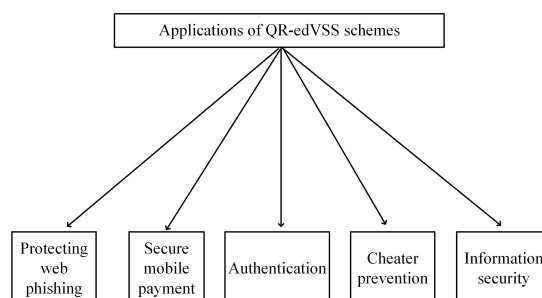 Applications of QR-edVSS schemes
Protecting
web
phishing
Secure
mobile
payment
Authentication
Cheater
prevention
Information
security